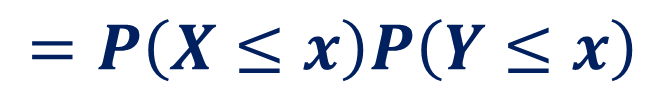 = P(X ≤ x)P(Y ≤ x)